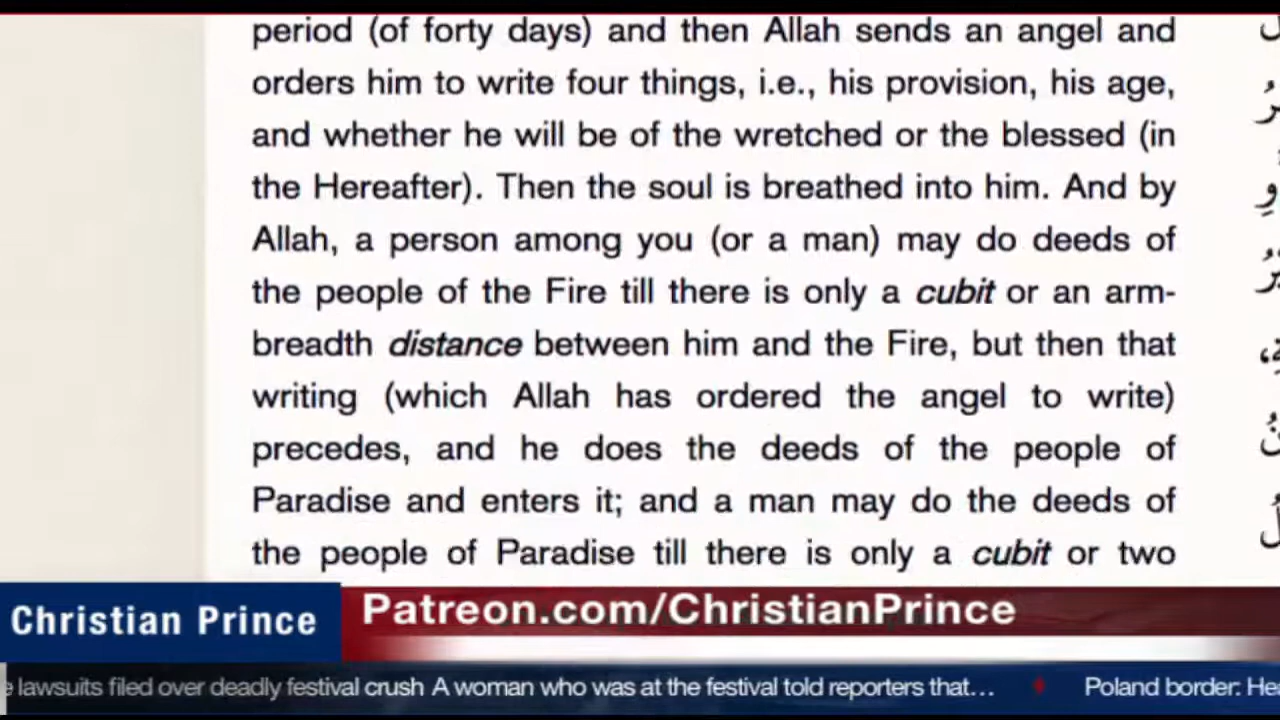 period (of forty days) and then Allah sends an angel and
orders him to write four things, i.e., his provision, his age,
and whether he will be of the wretched or the blessed (in
the Hereafter). Then the soul is breathed into him. And by
Allah, a person among you (or a man) may do deeds of
the people of the Fire till there is only a cubit or an arm-
breadth distance between him and the Fire, but then that
writing (which Allah has ordered the angel to write)
precedes, and he does the deeds of the people of
Paradise and enters it; and a man may do the deeds of
the people of Paradise till there is only a cubit or two
Christian Prince
Patreon.com/ChristianPrince
lawsuits filed over deadly festival crush A woman who was at the festival told reporters that... Poland border: